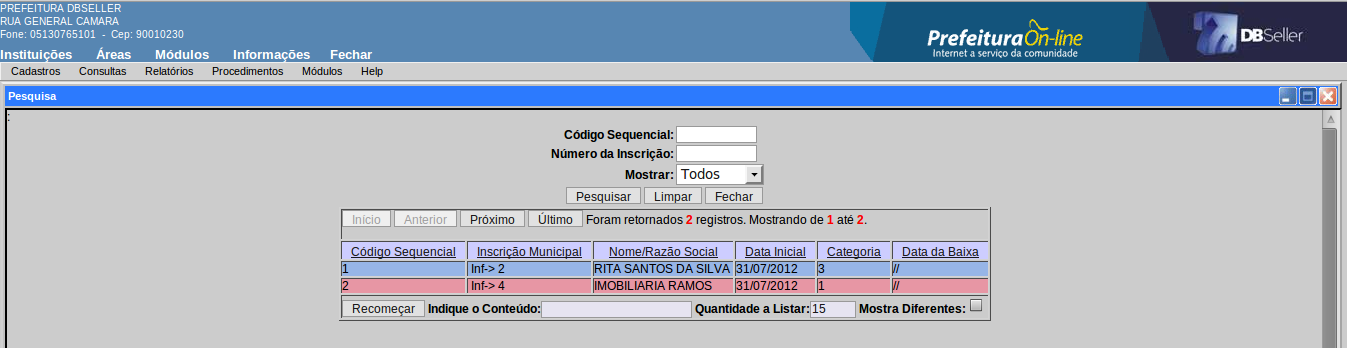 PREFEITURA DBSELLER
RUA GENERAL CAMARA
Fone: 05130765101 - Cep: 90010230
Prefeitura On-line
Internet a serviço da comunidade
DBSeller
Instituições Áreas Módulos Informações Fechar
Cadastros Consultas Relatórios Procedimentos Módulos Help
Pesquisa
:
Código Sequencial:
Número da Inscrição:
Mostrar: Todos
Pesquisar Limpar Fechar
Início Anterior Próximo Último Foram retornados 2 registros. Mostrando de 1 até 2.
Código Sequencial Inscrição Municipal Nome/Razão Social Data Inicial Categoria Data da Baixa
1 Inf-> 2 RITA SANTOS DA SILVA 31/07/2012 3 //
2 Inf-> 4 IMOBILIARIA RAMOS 31/07/2012 1 //
Recomeçar Indique o Conteúdo: Quantidade a Listar: 15 Mostra Diferentes: